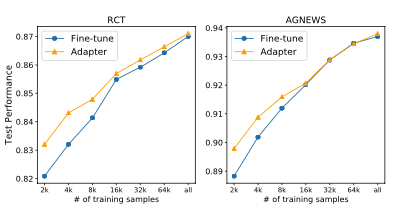 RCT
Fine-tune
Adapter
Test Performance
0.87
0.86
0.85
0.84
0.83
0.82
2k 4k 8k 16k 32k 64k all
# of training samples
AGNEWS
Fine-tune
Adapter
0.94
0.93
0.92
0.91
0.90
0.89
2k 4k 8k 16k 32k 64k all
# of training samples